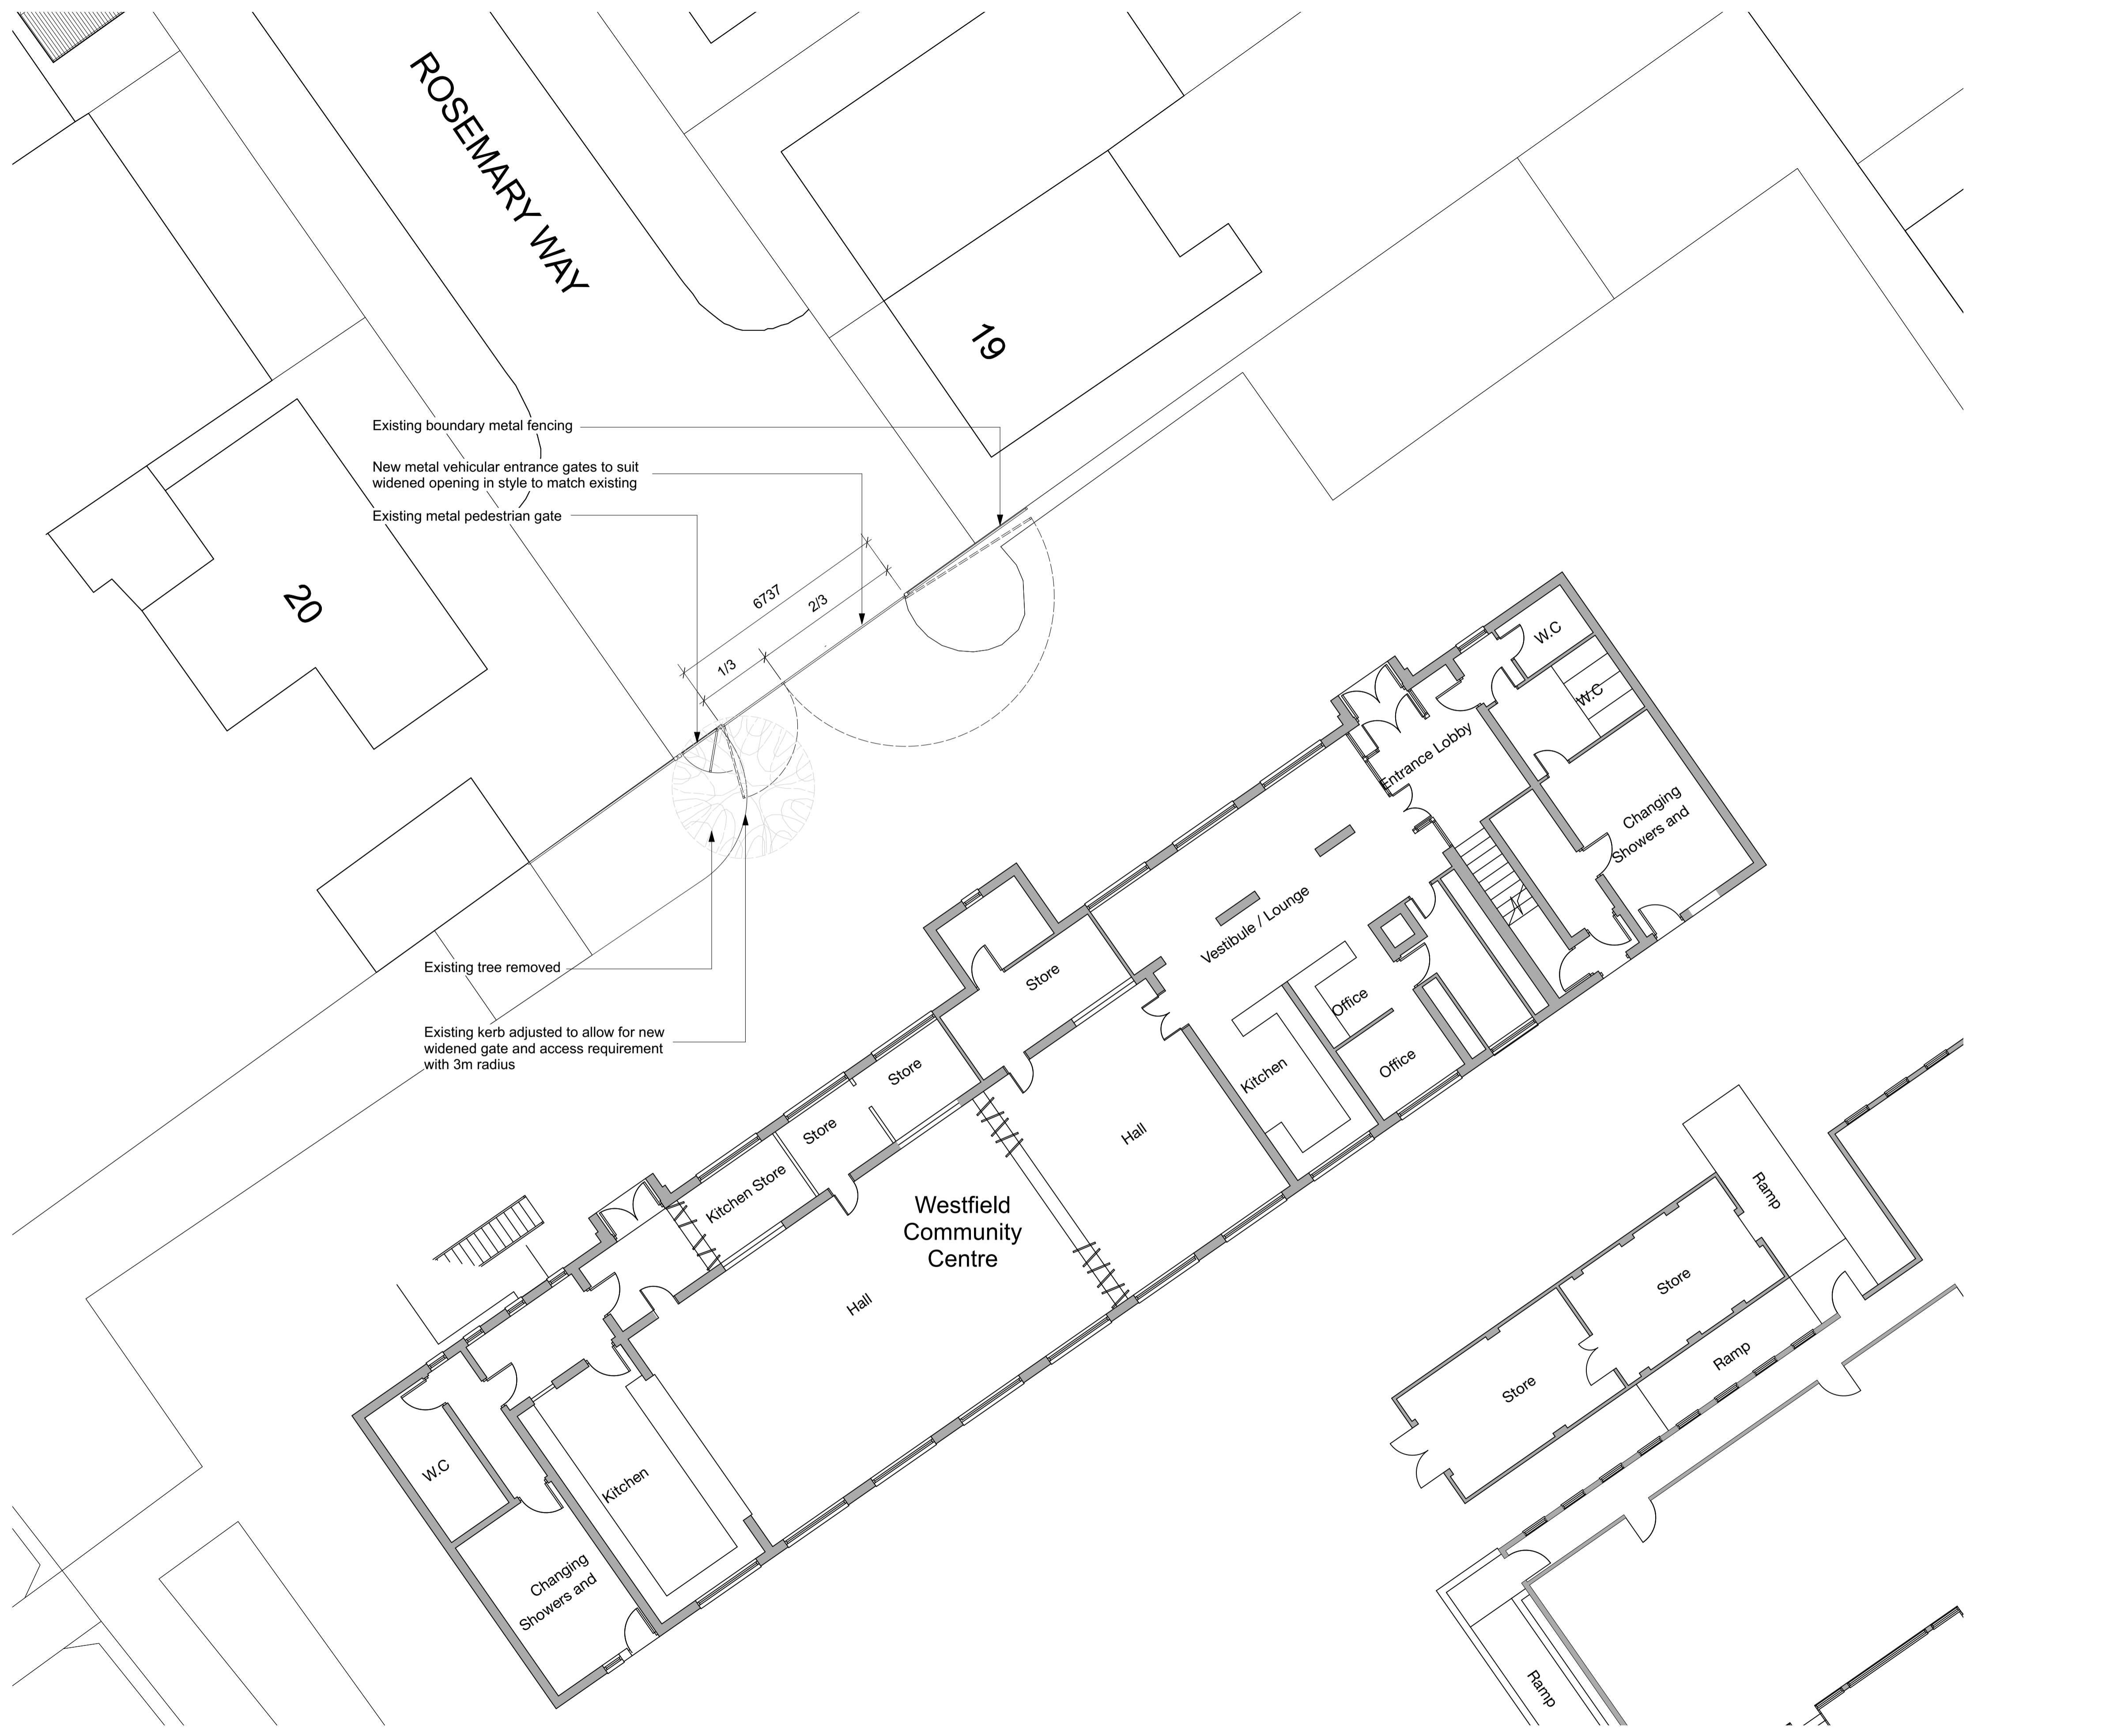 ROSEMARY WAY
19
20
Existing boundary metal fencing
New metal vehicular entrance gates to suit
widened opening in style to match existing
Existing metal pedestrian gate
6737
2/3
1/3
Existing tree removed
Existing kerb adjusted to allow for new
widened gate and access requirement
with 3m radius
W.C
W.C
Entrance Lobby
Changing
Showers and
Vestibule / Lounge
Store
Office
Office
Kitchen
Store
Store
Kitchen Store
Hall
Westfield
Community
Centre
Hall
W.C
Kitchen
Changing
Showers and
Ramp
Store
Ramp
Store
Ramp